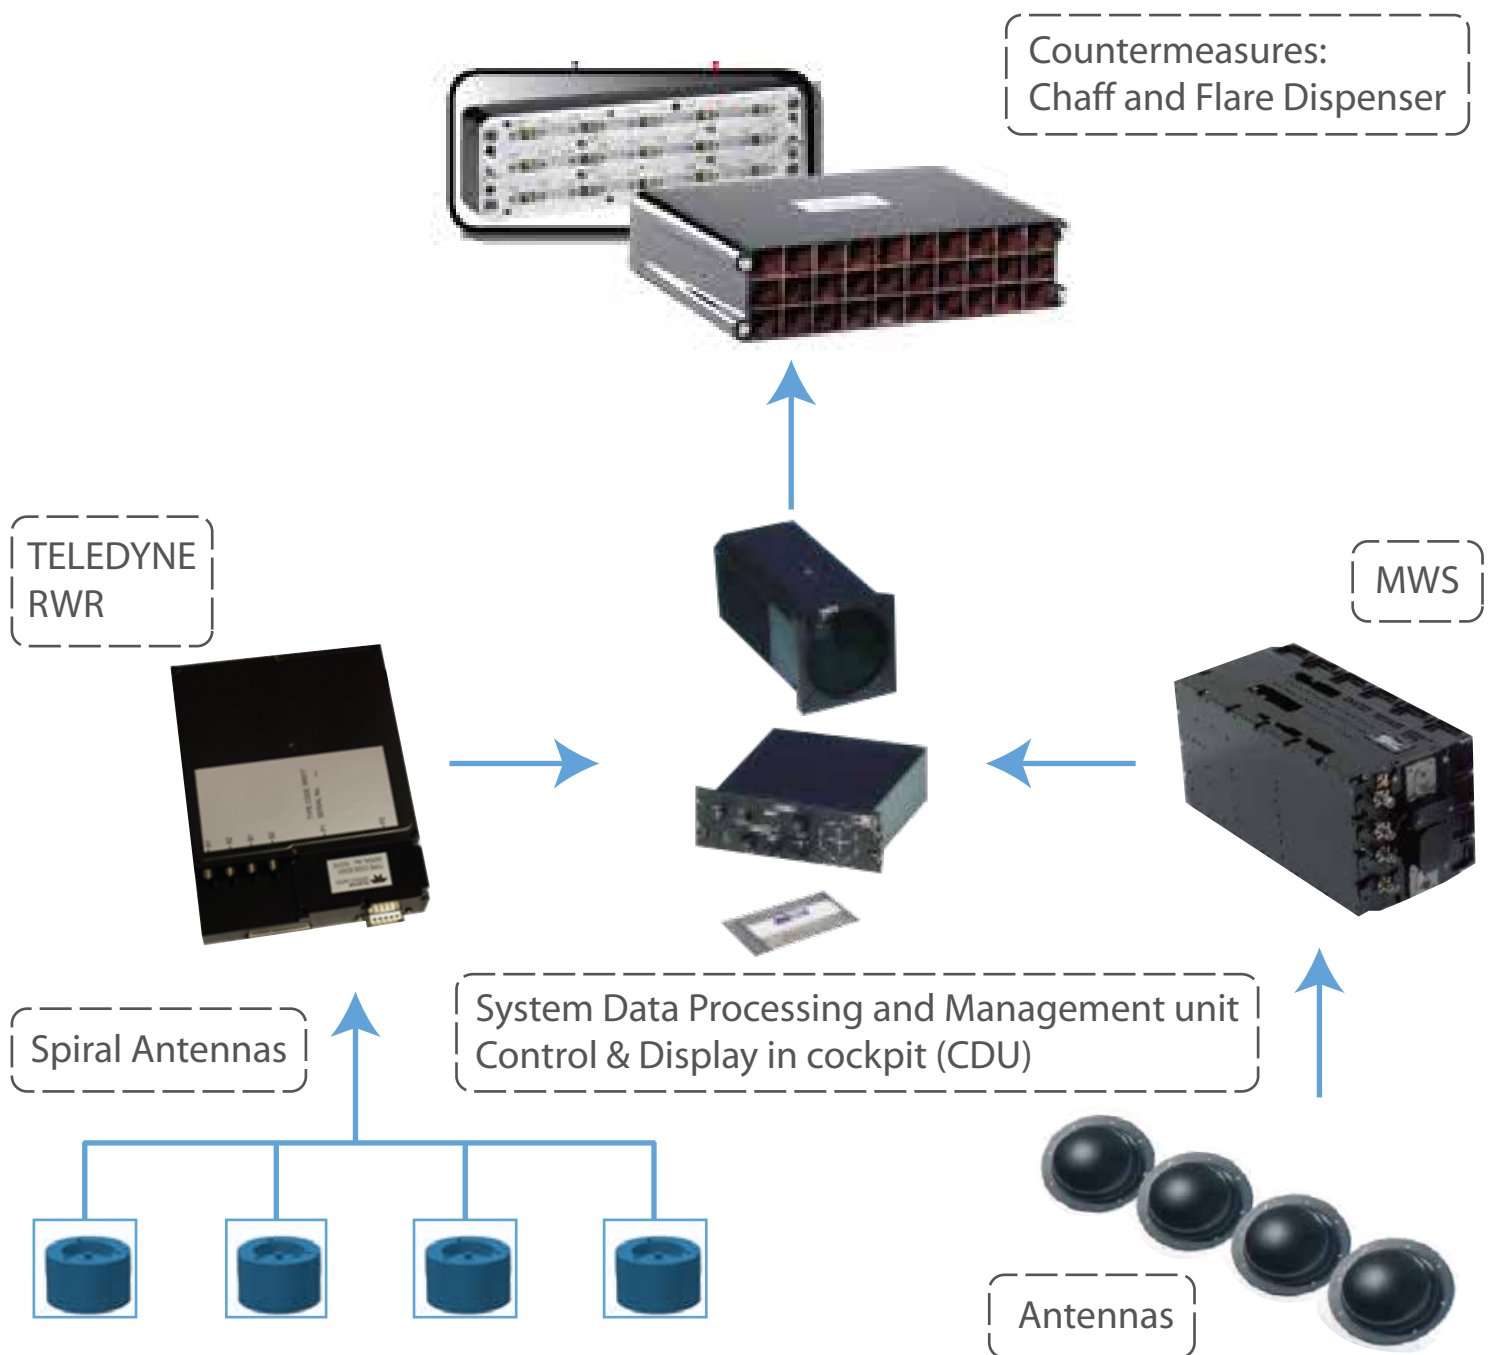 Countermeasures:
Chaff and Flare Dispenser
TELEDYNE
RWR
MWS
Spiral Antennas
System Data Processing and Management unit
Control & Display in cockpit (CDU)
Antennas